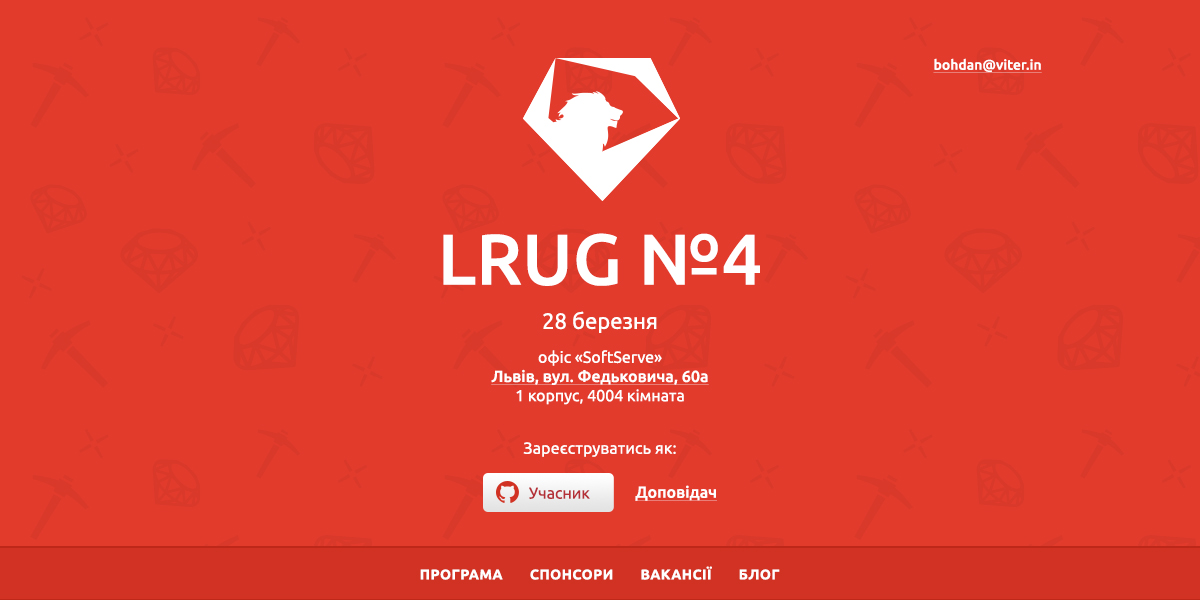 bohdan@viter.in
LRUG №4
28 березня
офіс «SoftServe»
Львів, вул. Федьковича, 60а
1 корпус, 4004 кімната
Зареєструватись як:
Учасник Доповідач
ПРОГРАМА СПОНСОРИ ВАКАНСІЇ БЛОГ